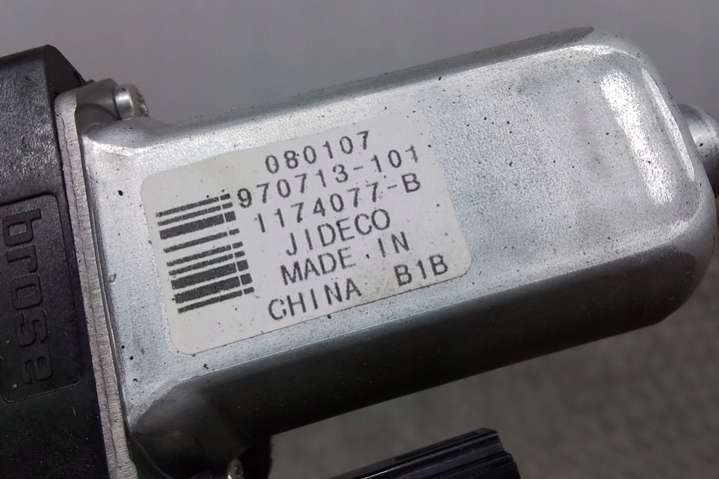 brose
080107
970713-101
1174077-B
JIDECO
MADE IN
CHINA B1B